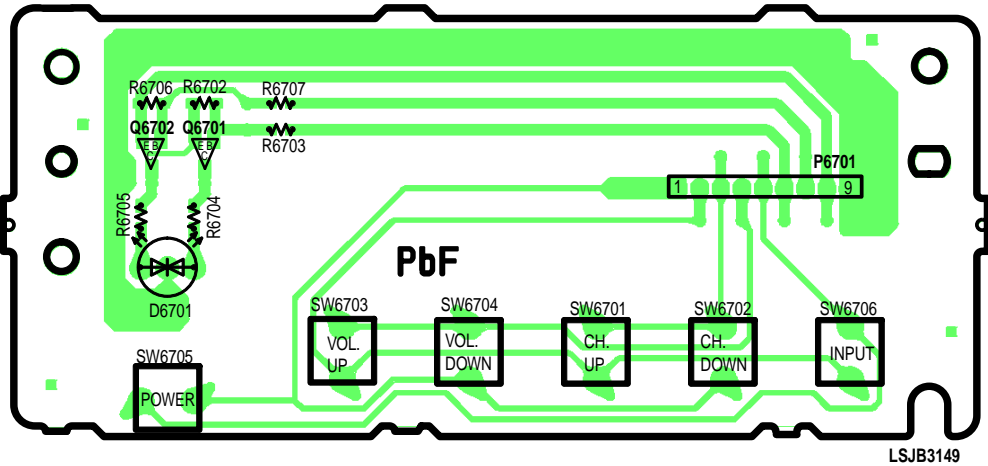 R6706 R6702 R6707
Q6702 Q6701
R6703
E B
C
E B
C
P6701
1 9
R6705 R6704
PbF
D6701
SW6703 SW6704 SW6701 SW6702 SW6706
VOL.
UP
VOL.
DOWN
CH.
UP
CH.
DOWN
INPUT
SW6705
POWER
LSJB3149